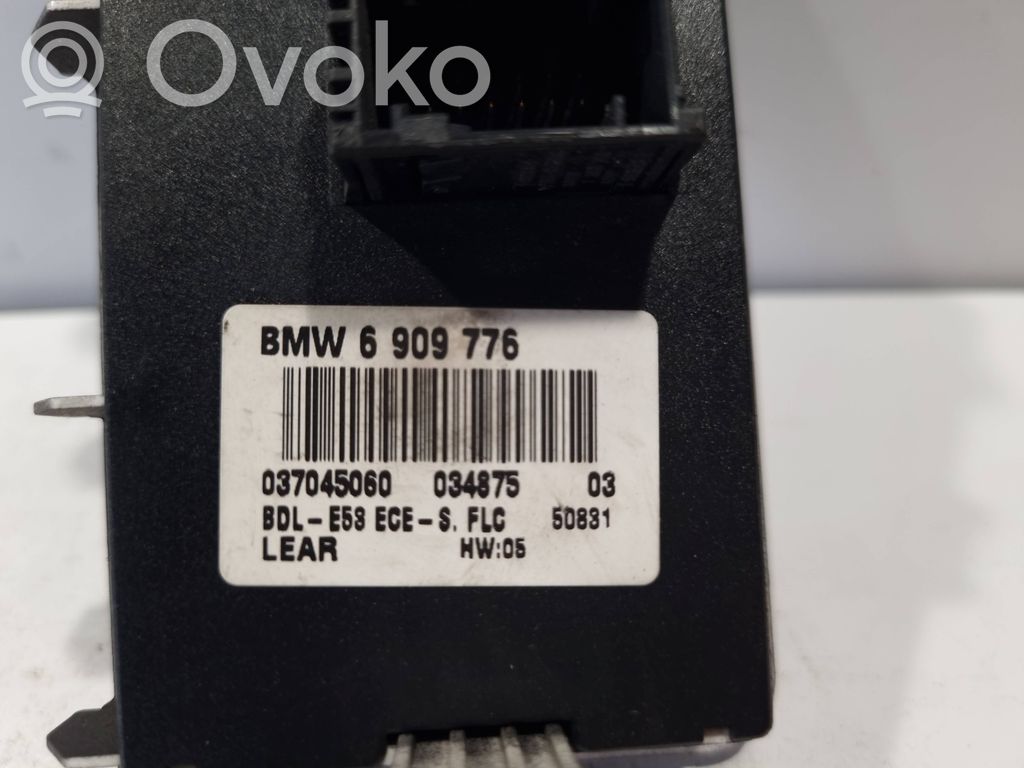 Ovoko
BMW 6 909 776
037045060 034875 03
BDL-E53 ECE-S. FLC 50831
LEAR HW:05